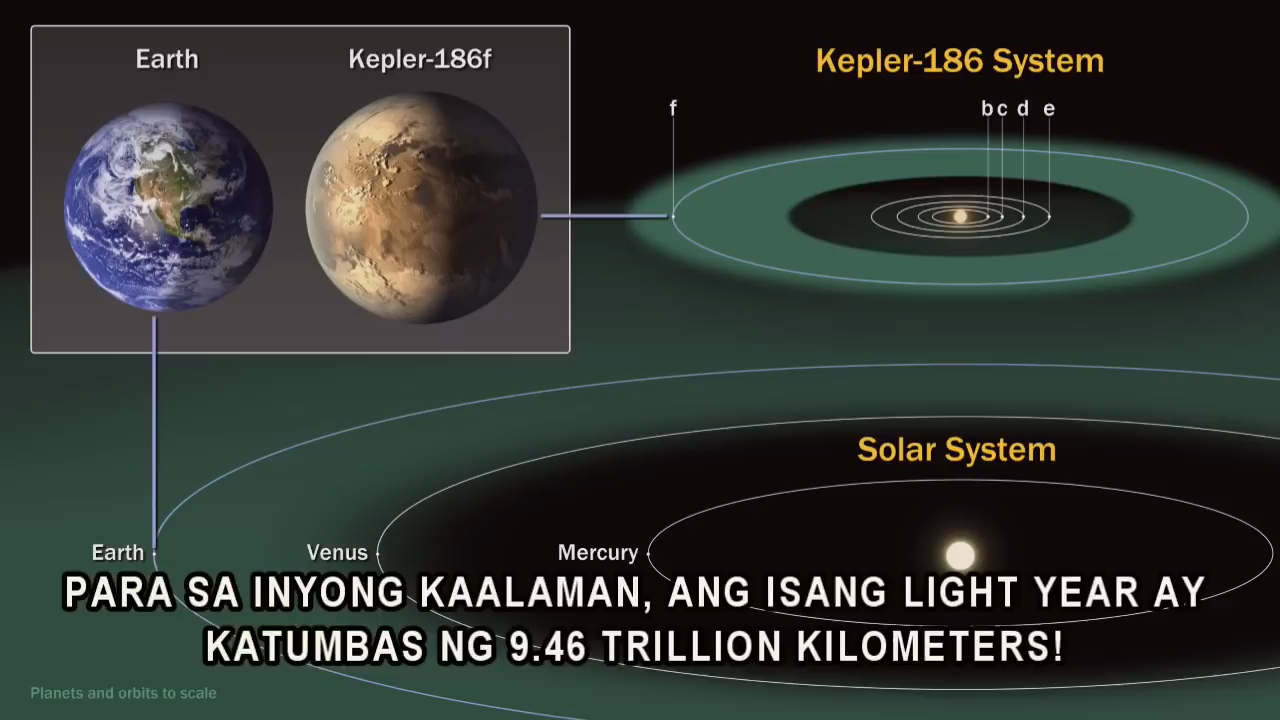 Earth
Kepler-186f
Kepler-186 System
f
b c d e
Solar System
Earth
Venus
Mercury
PARA SA INYONG KAALAMAN, ANG ISANG LIGHT YEAR AY
KATUMBAS NG 9.46 TRILLION KILOMETERS!
Planets and orbits to scale